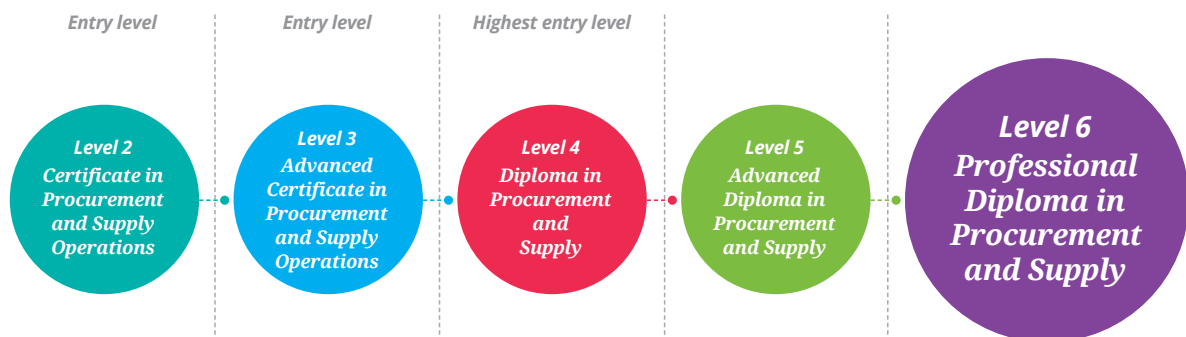 Entry level
Entry level
Highest entry level
Level 2
Certificate in
Procurement
and Supply
Operations
Level 3
Advanced
Certificate in
Procurement
and Supply
Operations
Level 4
Diploma in
Procurement
and
Supply
Level 5
Advanced
Diploma in
Procurement
and Supply
Level 6
Professional
Diploma in
Procurement
and Supply